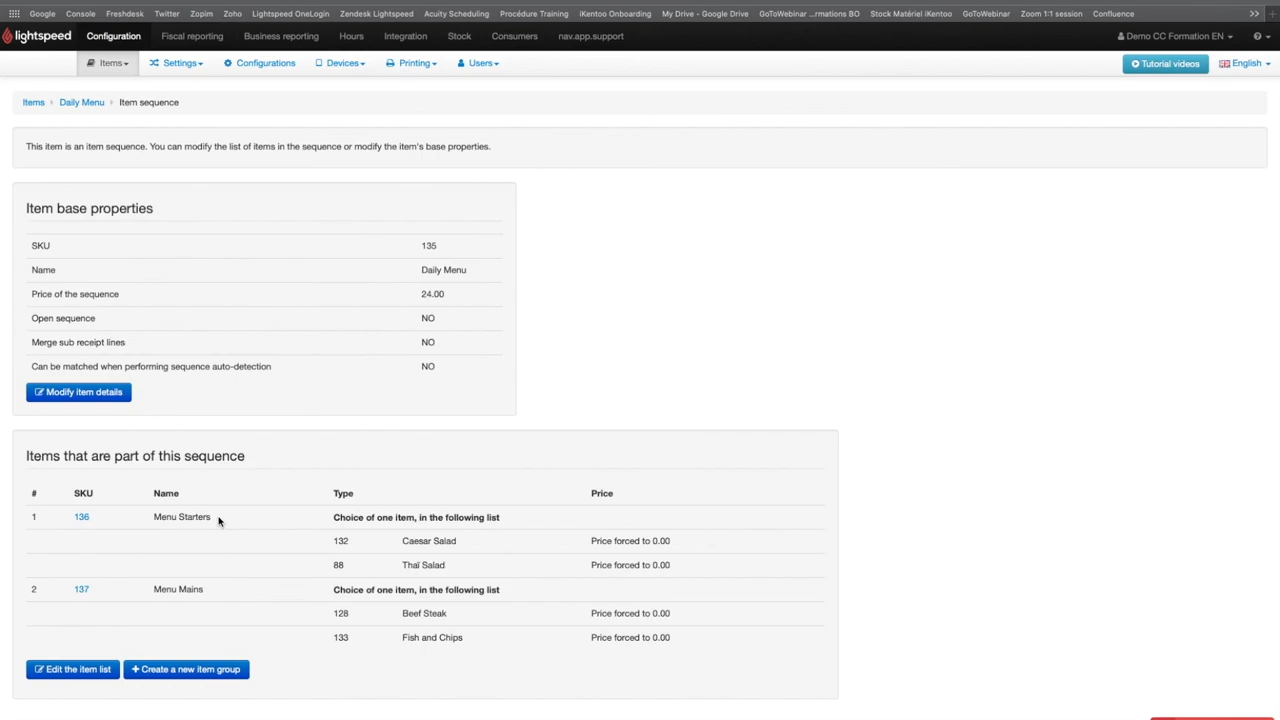 Google Console Freshdesk Twitter Zopim Zoho Lightspeed OneLogin Zendesk Lightspeed Acuity Scheduling Procédure Training iKentoo Onboarding My Drive - Google Drive GoToWebinar ...rmations BO Stock Matériel iKentoo GoToWebinar Zoom 1:1 session Confluence
lightspeed Configuration Fiscal reporting Business reporting Hours Integration Stock Consumers nav.app.support Demo CC Formation EN
Items Settings Configurations Devices Printing Users Tutorial videos English
Items Daily Menu Item sequence
This item is an item sequence. You can modify the list of items in the sequence or modify the item's base properties.
Item base properties
SKU 135
Name Daily Menu
Price of the sequence 24.00
Open sequence NO
Merge sub receipt lines NO
Can be matched when performing sequence auto-detection NO
Modify item details
Items that are part of this sequence
# SKU Name Type Price
1 136 Menu Starters Choice of one item, in the following list
132 Caesar Salad Price forced to 0.00
88 Thaï Salad Price forced to 0.00
2 137 Menu Mains Choice of one item, in the following list
128 Beef Steak Price forced to 0.00
133 Fish and Chips Price forced to 0.00
Edit the item list + Create a new item group